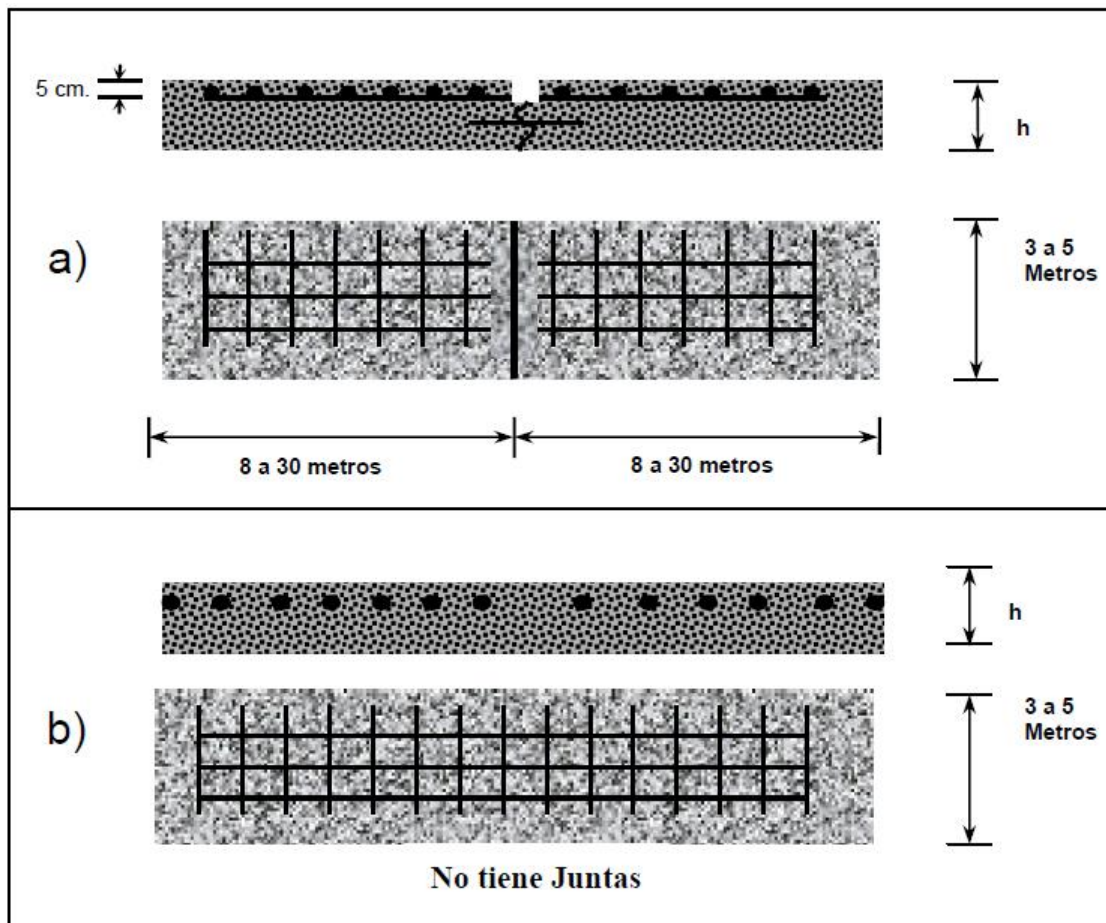 5 cm.
h
a)
3 a 5
Metros
8 a 30 metros
8 a 30 metros
h
b)
3 a 5
Metros
No tiene Juntas